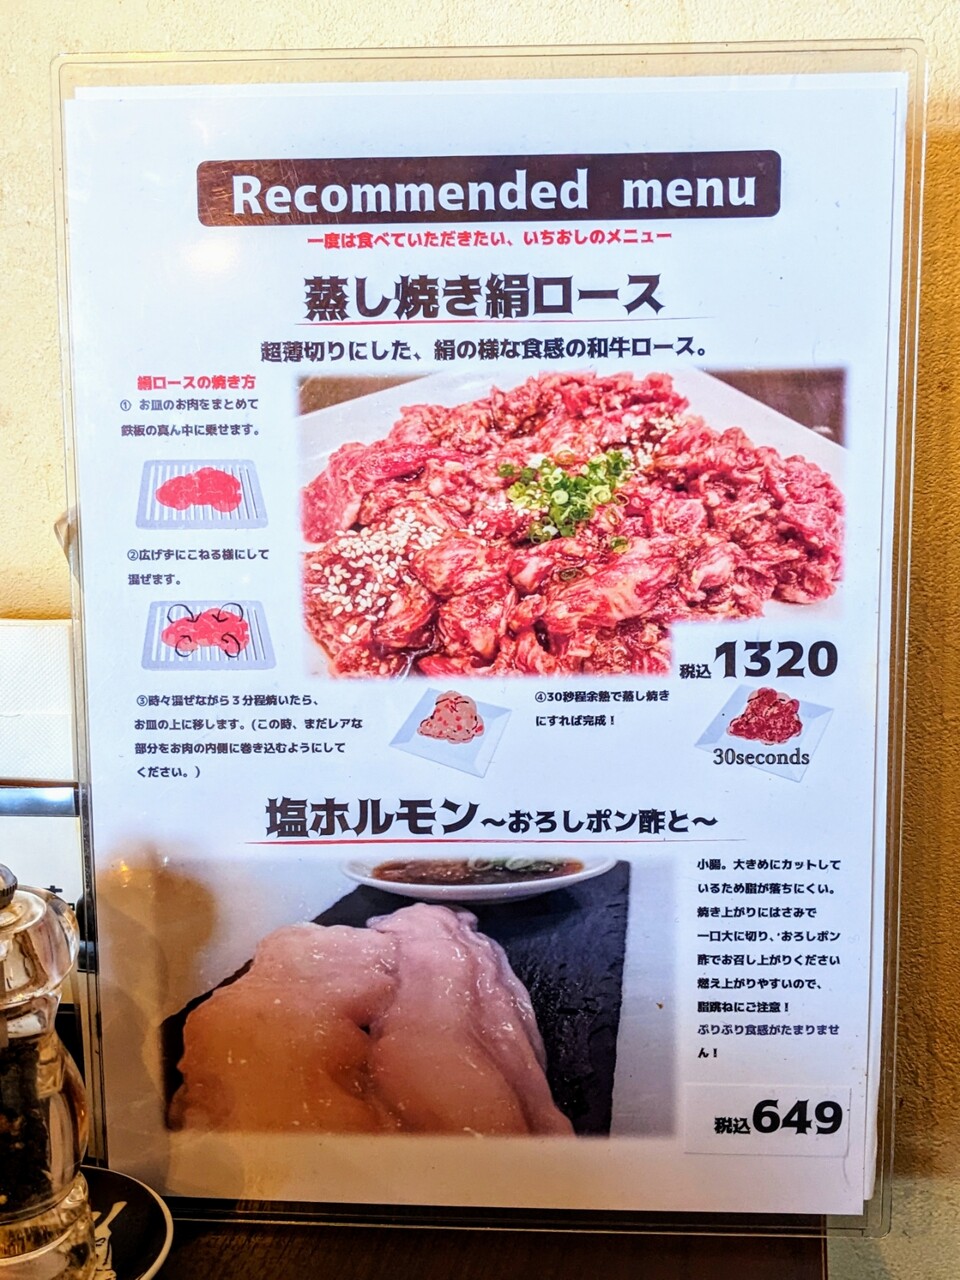 Recommended menu
一度は食べていただきたい、いちおしのメニュー
蒸し焼き絹ロース
超薄切りにした、絹の様な食感の和牛ロース。
絹ロースの焼き方
① お皿のお肉をまとめて
鉄板の真ん中に乗せます。
②広げずにこねる様にして
混ぜます。
税込1320
③時々混ぜながら3分程焼いたら、
お皿の上に移します。(この時、まだレアな
部分をお肉の内側に巻き込むようにして
ください。)
④30秒程余熱で蒸し焼き
にすれば完成！
30seconds
塩ホルモン～おろしポン酢と～
小腸。大きめにカットして
いるため脂が落ちにくい。
焼き上がりにはさみで
一口大に切り、おろしポン
酢でお召し上がりください
燃え上がりやすいので、
脂跳ねにご注意！
ぷりぷり食感がたまりませ
ん！
税込649